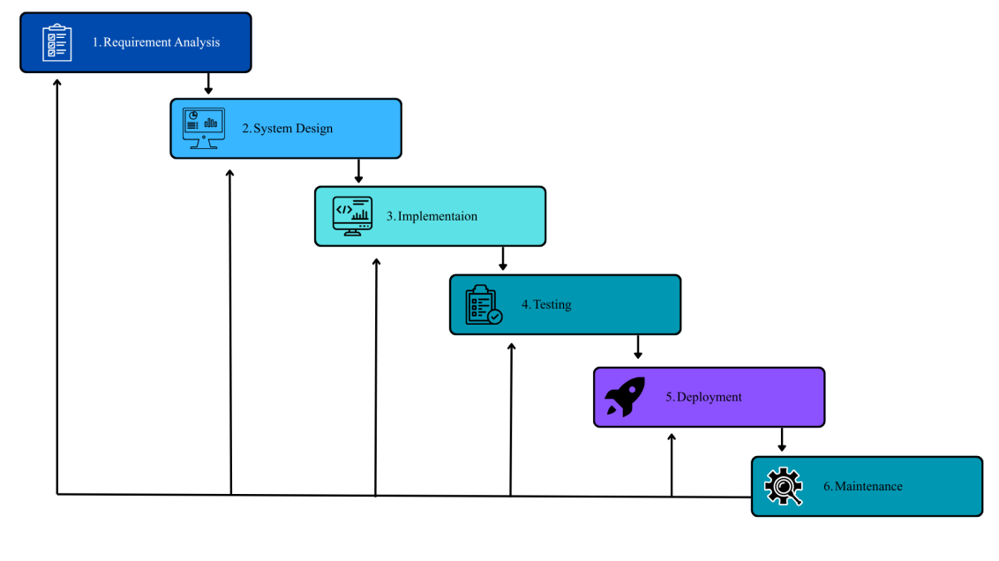 1. Requirement Analysis
2. System Design
3. Implementaion
4. Testing
5. Deployment
6. Maintenance